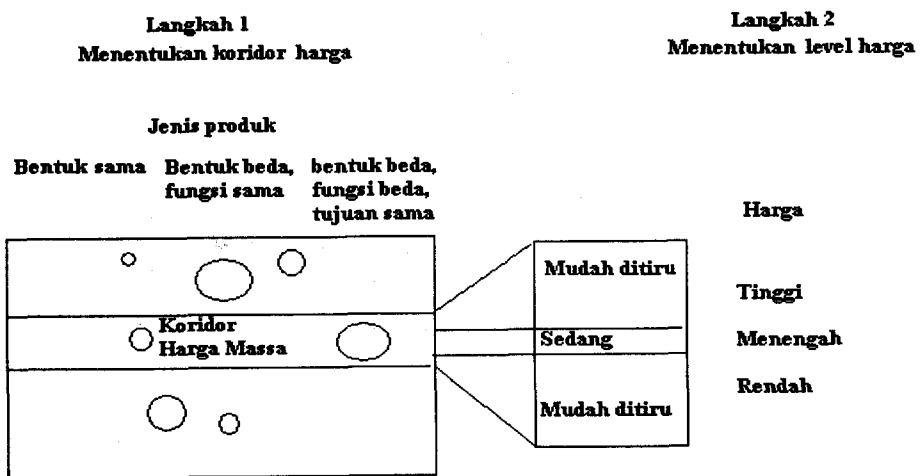 Langkah 1
Menentukan koridor harga
Langkah 2
Menentukan level harga
Jenis produk
Bentuk sama
Bentuk beda,
fungsi sama
bentuk beda,
fungsi beda,
tujuan sama
Harga
Koridor
Harga Massa
Mudah ditiru
Sedang
Mudah ditiru
Tinggi
Menengah
Rendah